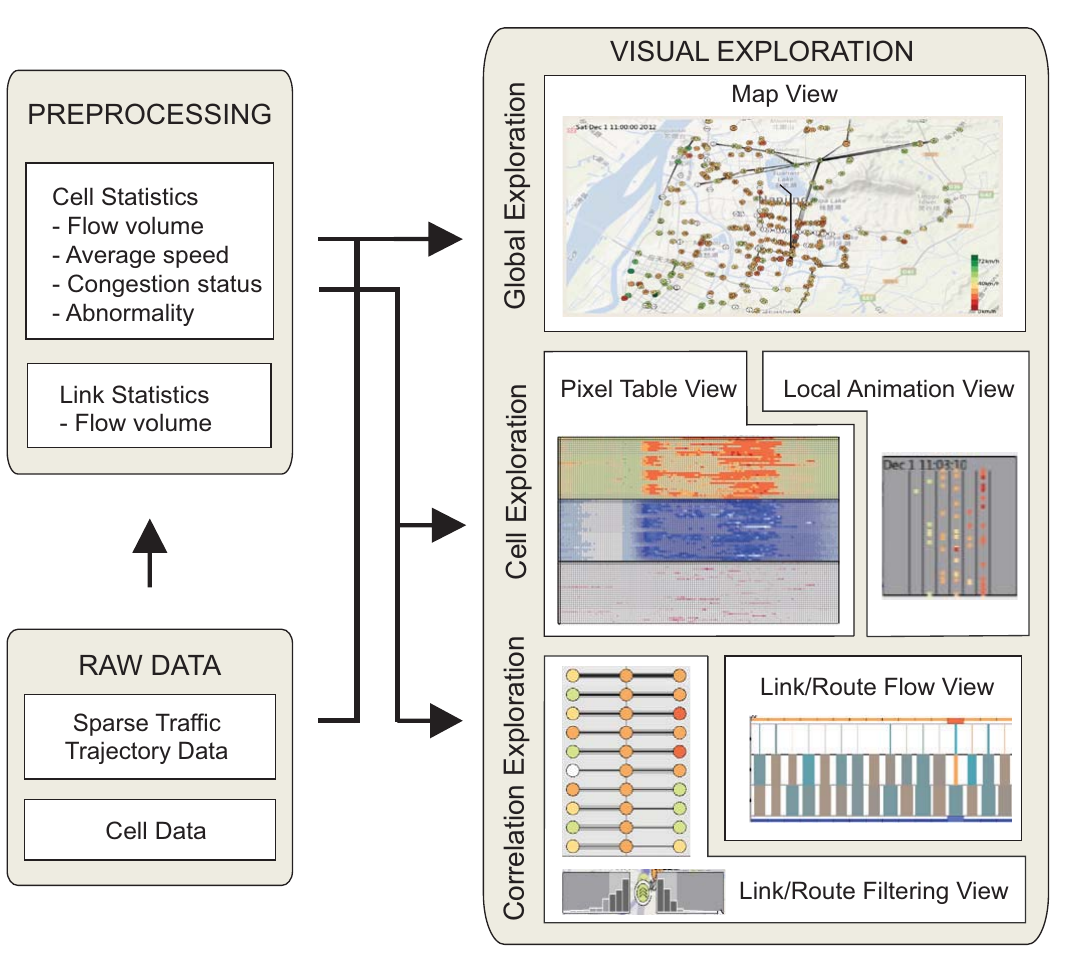 PREPROCESSING
Cell Statistics
- Flow volume
- Average speed
- Congestion status
- Abnormality
Link Statistics
- Flow volume
RAW DATA
Sparse Traffic
Trajectory Data
Cell Data
VISUAL EXPLORATION
Global Exploration
Map View
Sat Dec 1 11:00:00 2012
72km/h
40km/h
0km/h
Cell Exploration
Pixel Table View
Local Animation View
Dec 1 11:03:10
Correlation Exploration
Link/Route Flow View
Link/Route Filtering View